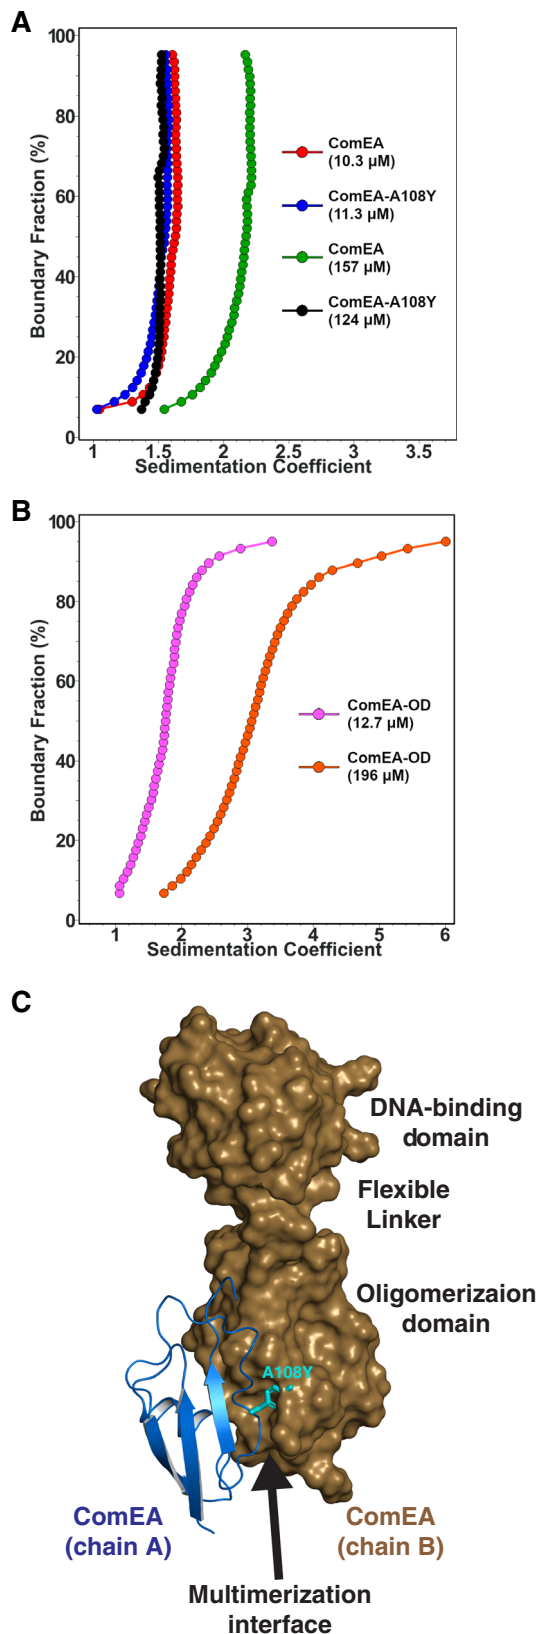 A
100
80
60
40
20
0
Boundary Fraction (%)
ComEA
(10.3 µM)
ComEA-A108Y
(11.3 µM)
ComEA
(157 µM)
ComEA-A108Y
(124 µM)
1 1.5 2 2.5 3 3.5
Sedimentation Coefficient
B
100
80
60
40
20
0
Boundary Fraction (%)
ComEA-OD
(12.7 µM)
ComEA-OD
(196 µM)
1 2 3 4 5 6
Sedimentation Coefficient
C
DNA-binding
domain
Flexible
Linker
Oligomerizaion
domain
A108Y
ComEA
(chain A)
ComEA
(chain B)
Multimerization
interface